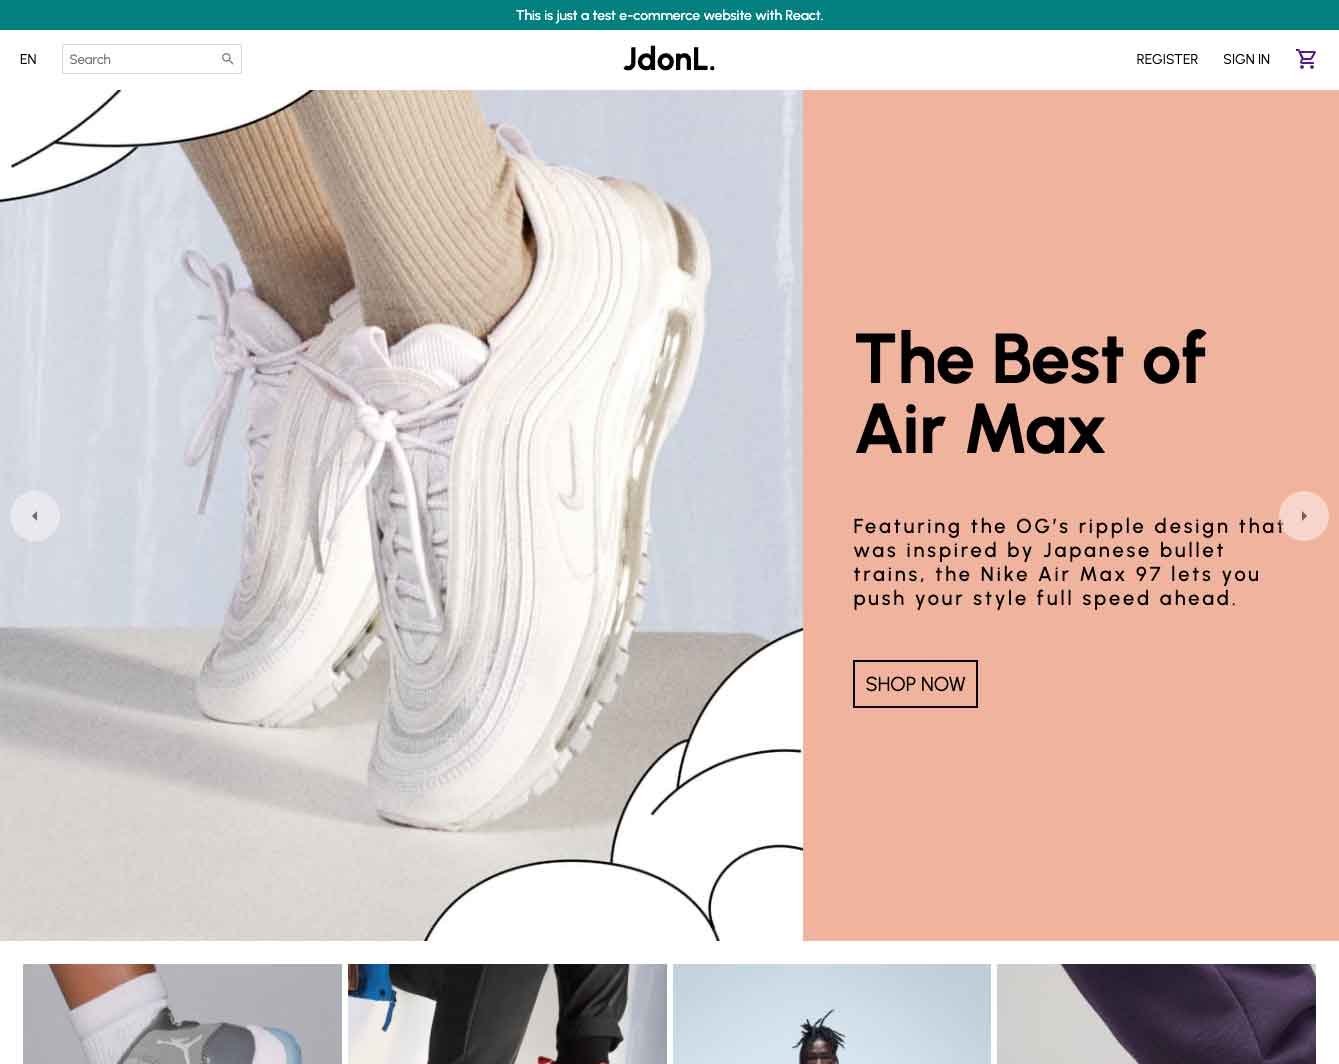 This is just a test e-commerce website with React.
EN
Search
JdonL.
REGISTER
SIGN IN
The Best of
Air Max
Featuring the OG's ripple design that
was inspired by Japanese bullet
trains, the Nike Air Max 97 lets you
push your style full speed ahead.
SHOP NOW